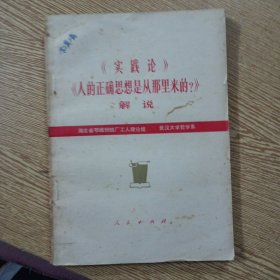 《实践论》
《人的正确思想是从那里来的？》
解说
湖北省鄂城钢铁厂工人理论组 武汉大学哲学系
人民出版社